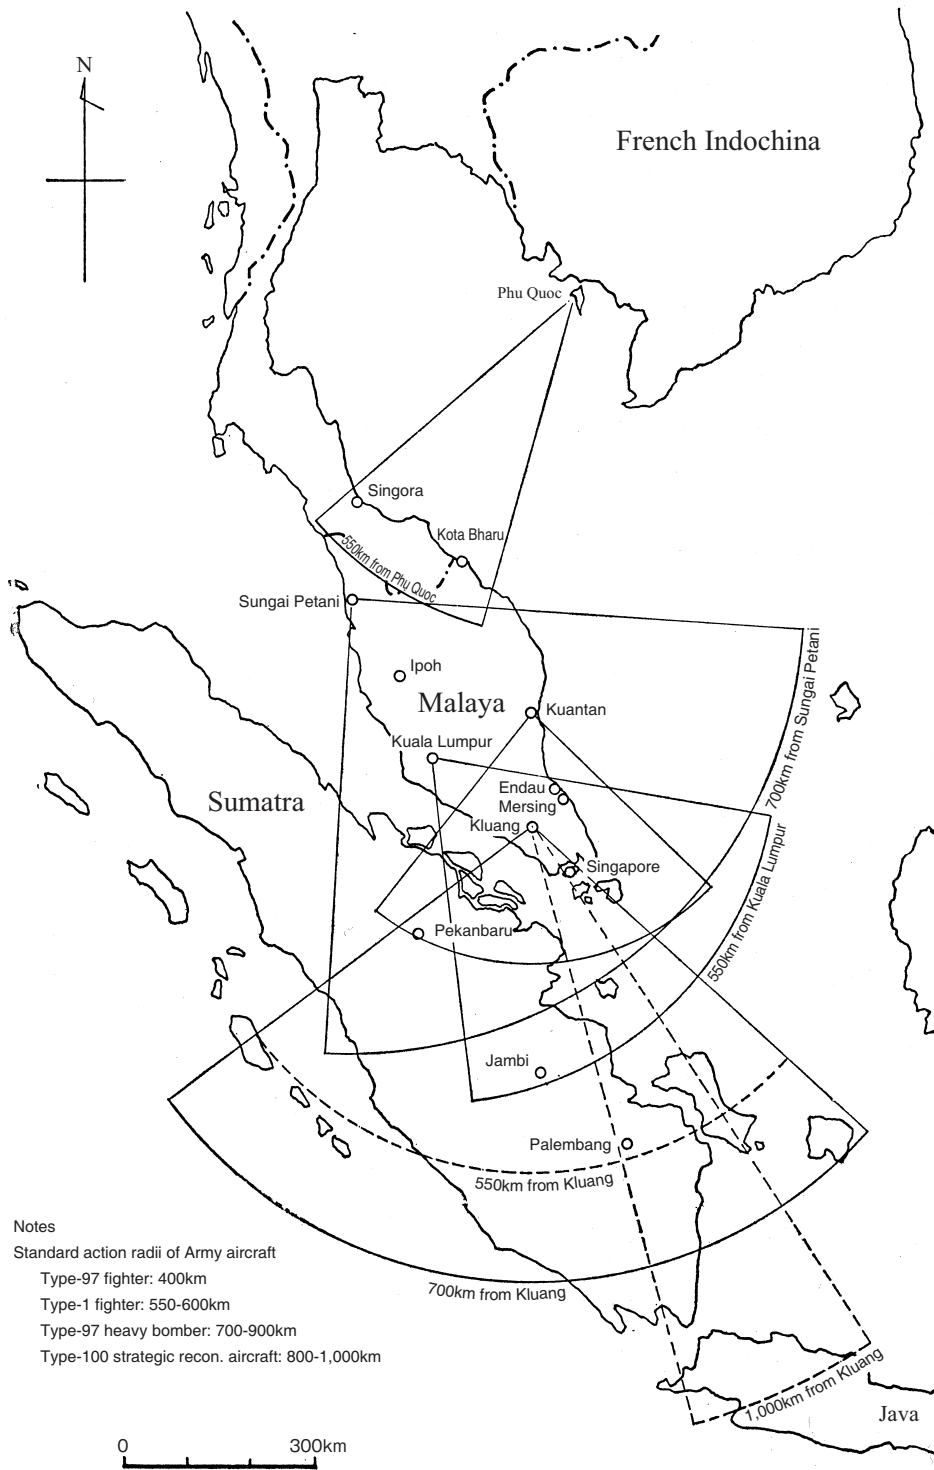 N
French Indochina
Phu Quoc
Singora
Kota Bharu
550km from Phu Quoc
Sungai Petani
Ipoh
Malaya
Kuantan
700km from Sungai Petani
Kuala Lumpur
Endau
Mersing
Sumatra
Kluang
Singapore
550km from Kuala Lumpur
Pekanbaru
Jambi
Palembang
550km from Kluang
700km from Kluang
1,000km from Kluang
Java
Notes
Standard action radii of Army aircraft
Type-97 fighter: 400km
Type-1 fighter: 550-600km
Type-97 heavy bomber: 700-900km
Type-100 strategic recon. aircraft: 800-1,000km
0 300km